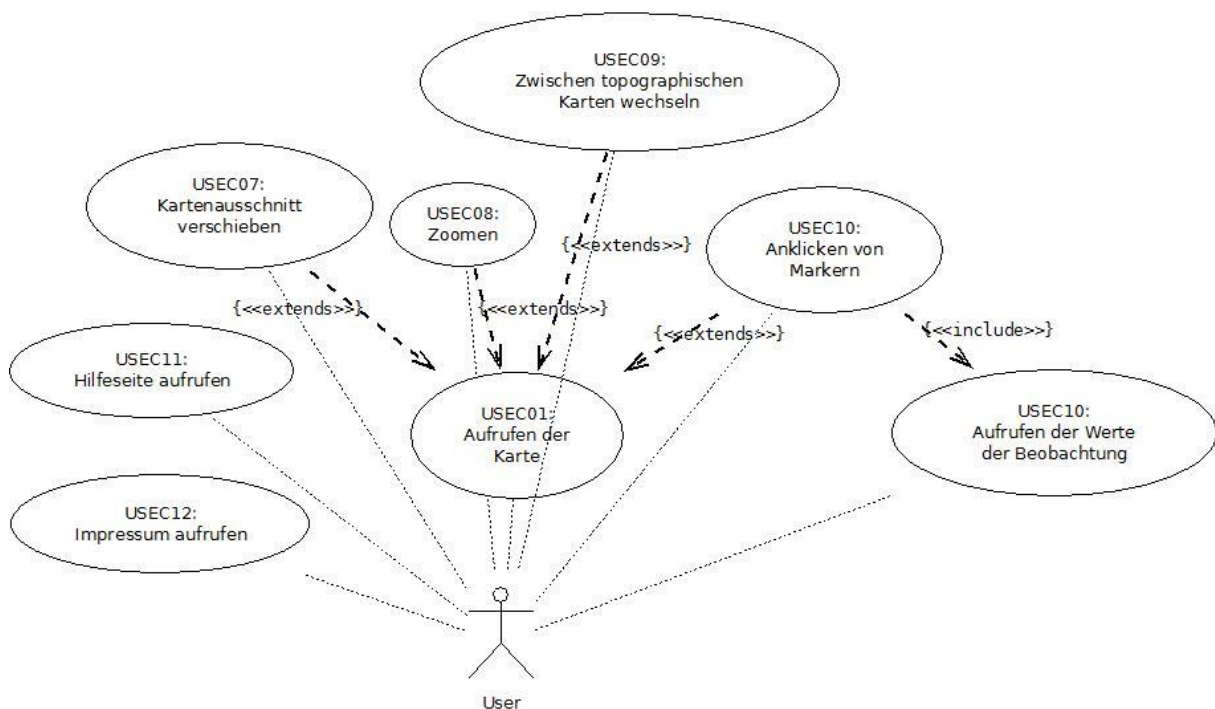 USEC09:
Zwischen topographischen
Karten wechseln
USEC07:
Kartenausschnitt
verschieben
USEC08:
Zoomen
USEC10:
Anklicken von
Markern
{<<extends>>}
{<<extends>>}
{<<extends>>}
{<<extends>>}
{<<include>>}
USEC11:
Hilfeseite aufrufen
USEC01:
Aufrufen der
Karte
USEC10:
Aufrufen der Werte
der Beobachtung
USEC12:
Impressum aufrufen
User